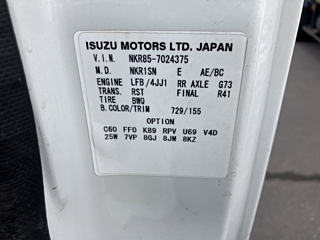 ISUZU MOTORS LTD. JAPAN
V.I.N. NKR85-7024375
M.D. NKR1SN E AE/BC
ENGINE LFB/4JJ1 RR AXLE G73
TRANS. RST FINAL R41
TIRE BWQ
B.COLOR/TRIM 729/155
OPTION
C60 FF0 K89 RPV U69 V4D
25W 7VP 8GJ 8JM 8KZ